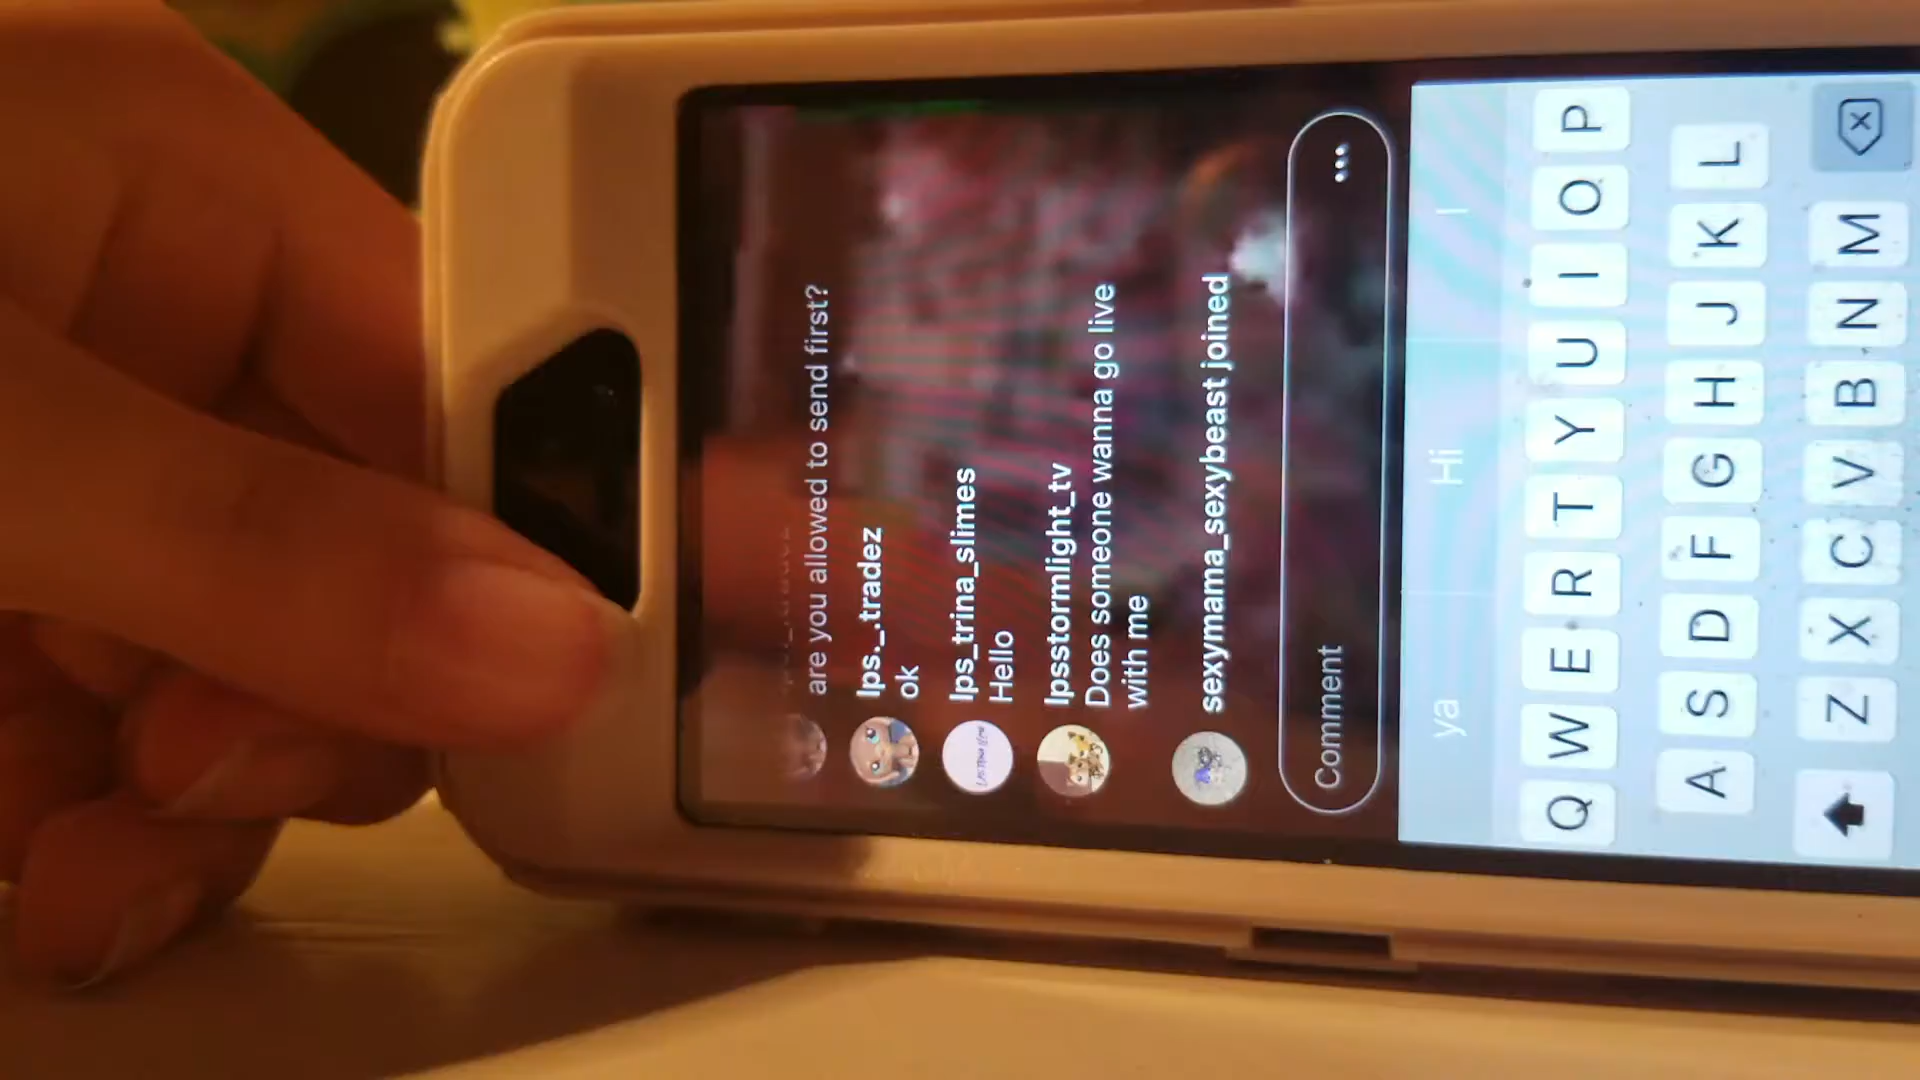 are you allowed to send first?
lps._.tradez
ok
lps_trina_slimes
Hello
lpsstormlight_tv
Does someone wanna go live
with me
sexymama_sexybeast joined
Comment
ya Hi I
Q W E R T Y U I O P
A S D F G H J K L
Z X C V B N M